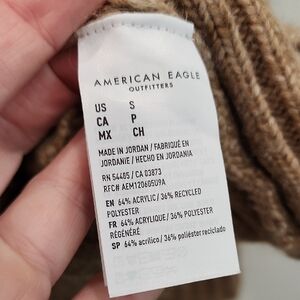 AMERICAN EAGLE
OUTFITTERS
US S
CA P
MX CH
MADE IN JORDAN / FABRIQUÉ EN
JORDANIE / HECHO EN JORDANIA
RN 54485 / CA 03873
RFC# AEM120605U9A
EN 64% ACRYLIC / 36% RECYCLED
POLYESTER
FR 64% ACRYLIQUE / 36% POLYESTER
RÉGÉNÉRÉ
SP 64% acrílico / 36% poliéster reciclado